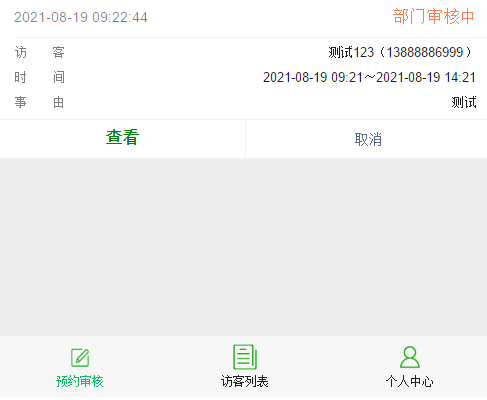 2021-08-19 09:22:44 部门审核中
访 客 测试123（13888886999）
时 间 2021-08-19 09:21~2021-08-19 14:21
事 由 测试
查看 取消
预约审核 访客列表 个人中心